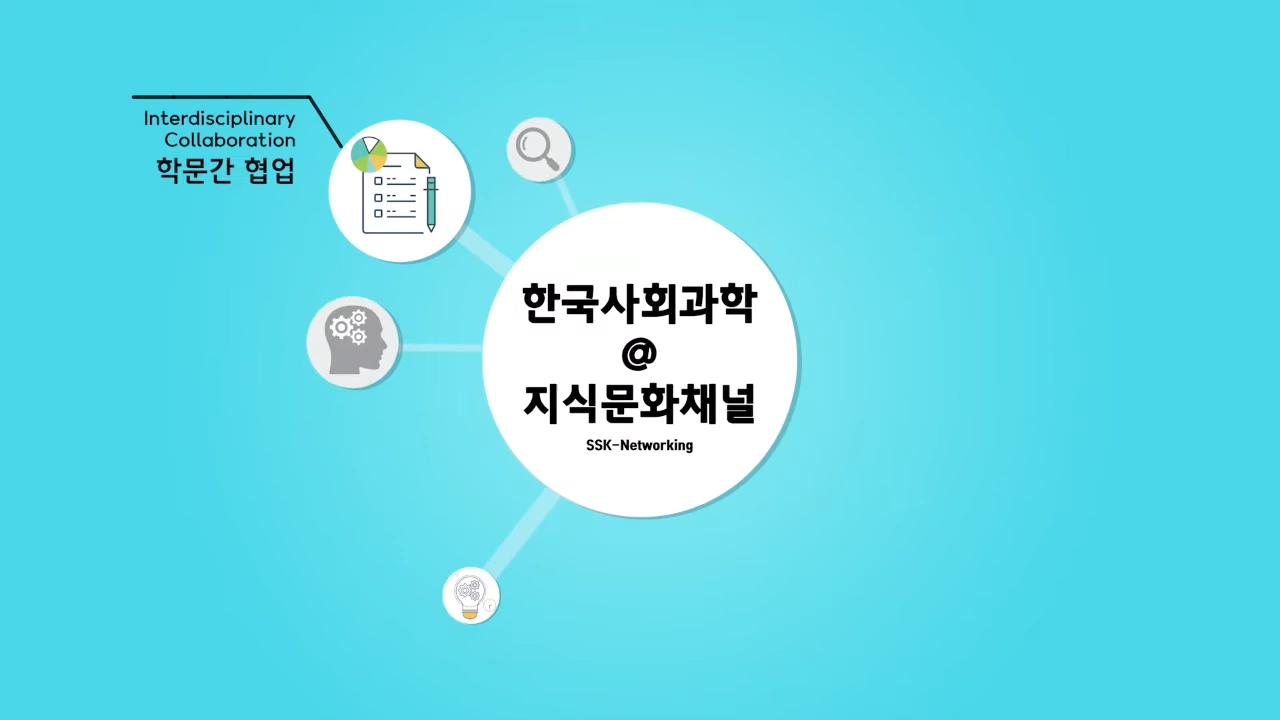 Interdisciplinary
Collaboration
학문간 협업
한국사회과학
@
지식문화채널
SSK-Networking